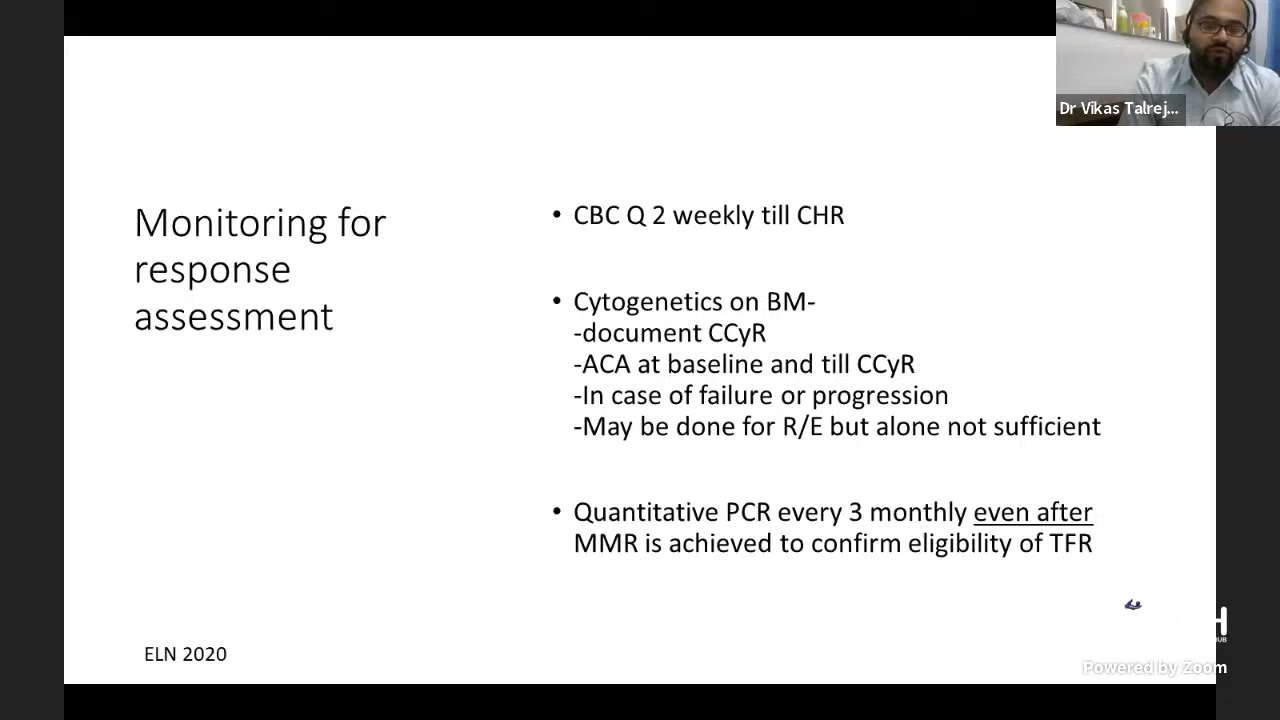 Dr Vikas Talrej...
Monitoring for
response
assessment
• CBC Q 2 weekly till CHR
• Cytogenetics on BM-
-document CCyR
-ACA at baseline and till CCyR
-In case of failure or progression
-May be done for R/E but alone not sufficient
• Quantitative PCR every 3 monthly even after
MMR is achieved to confirm eligibility of TFR
ELN 2020
H
UB
Powered by Zoom